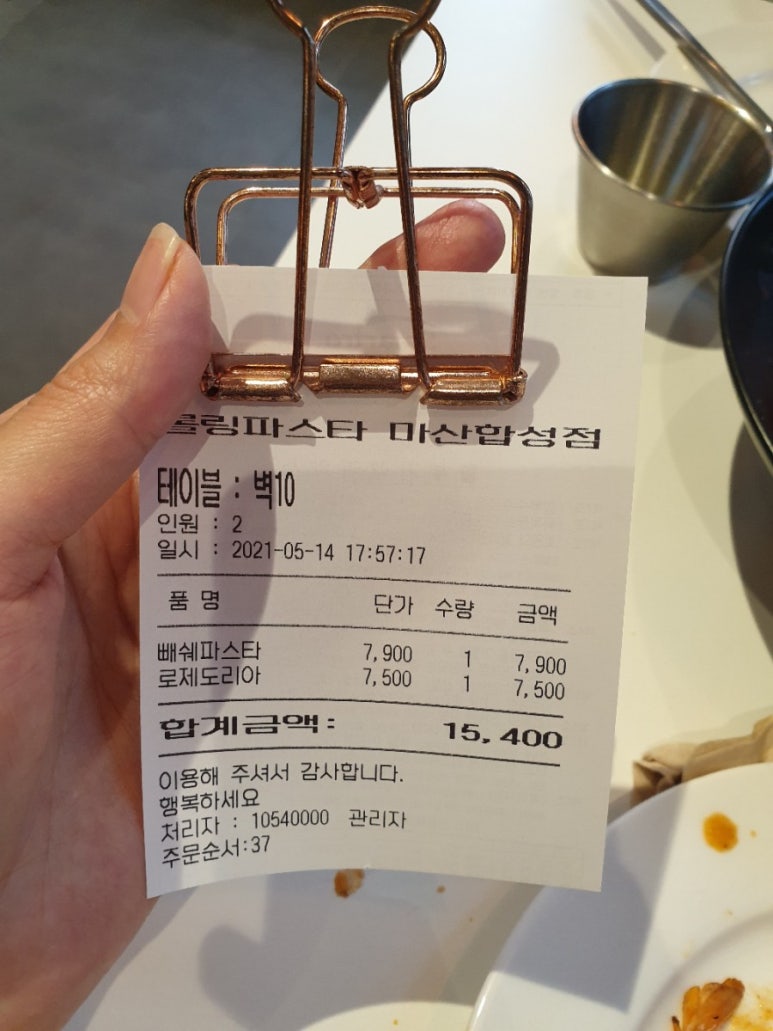 롤링파스타 마산합성점
테이블 : 벽10
인원 : 2
일시 : 2021-05-14 17:57:17
품 명 단가 수량 금액
빼쉐파스타 7,900 1 7,900
로제도리아 7,500 1 7,500
합계금액: 15,400
이용해 주셔서 감사합니다.
행복하세요
처리자 : 10540000 관리자
주문순서:37